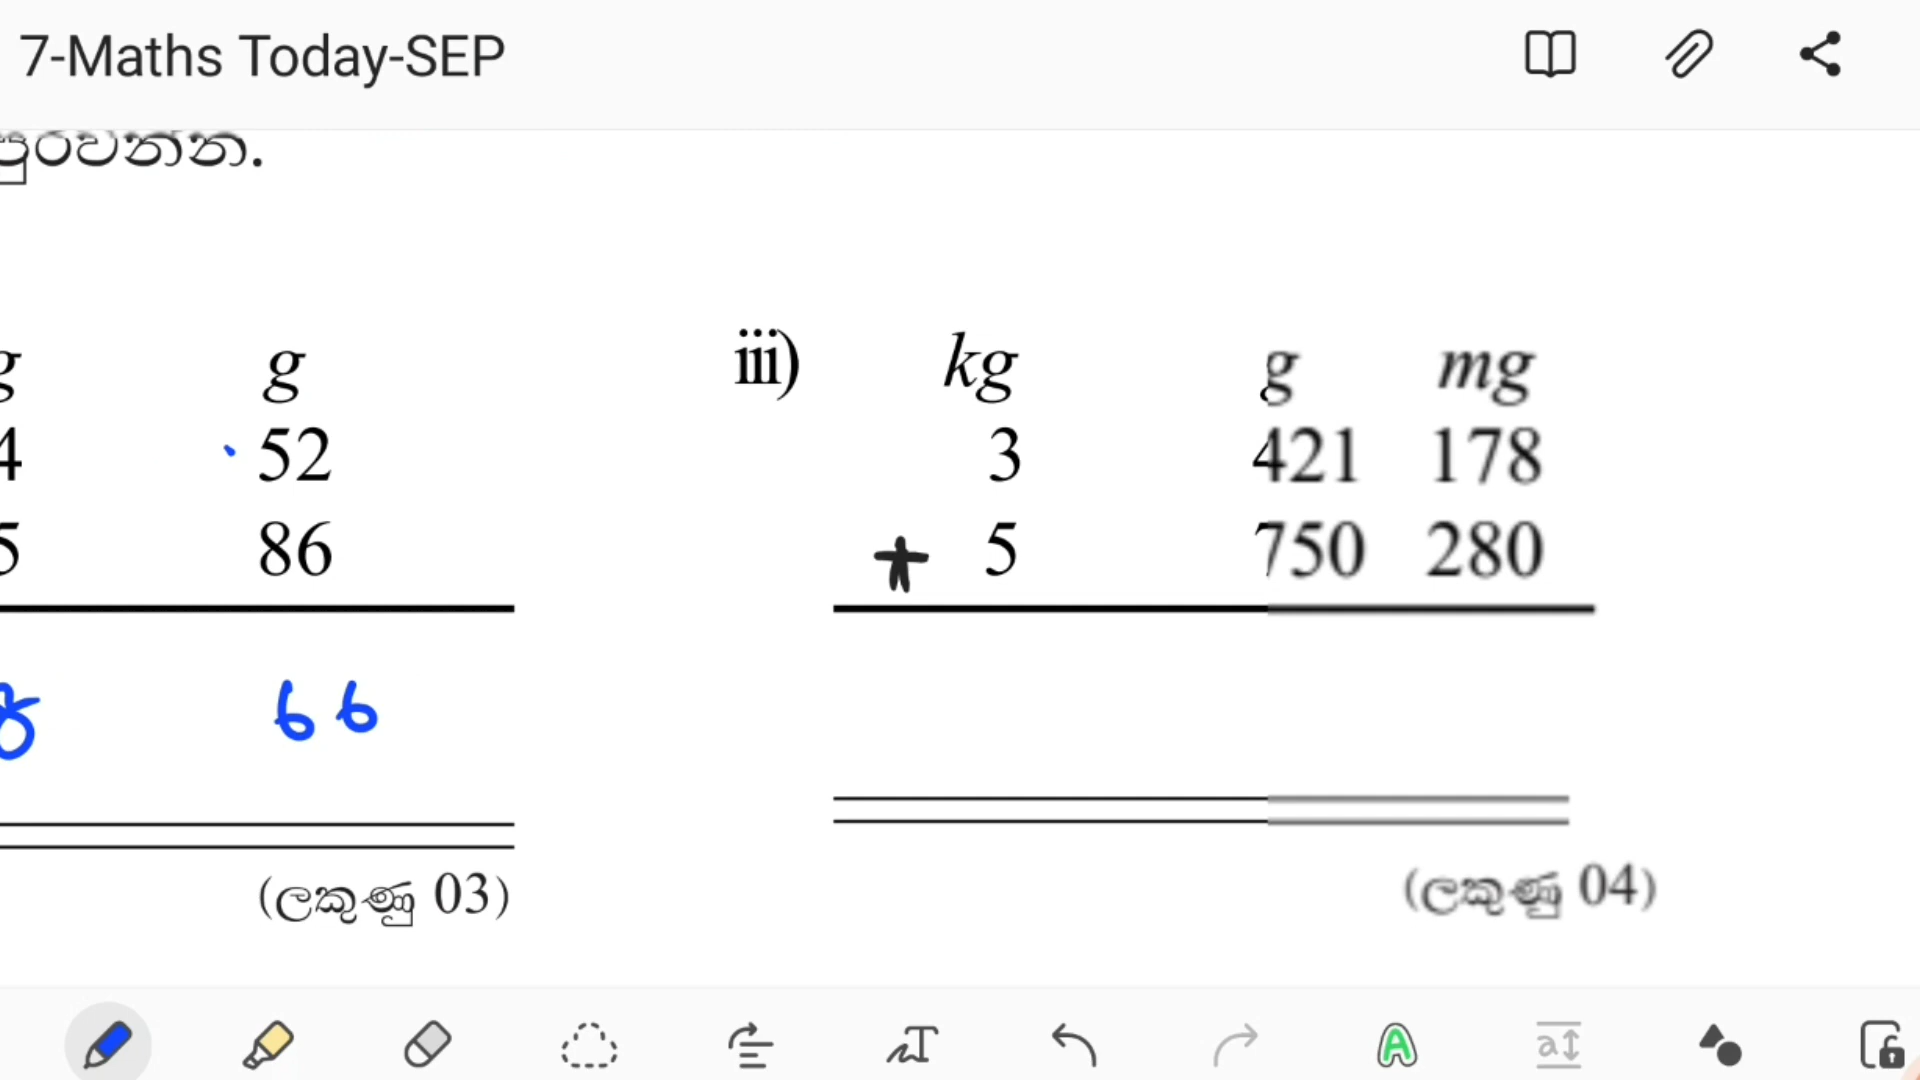 7-Maths Today-SEP
පුරවන්න.
g g
4 52
5 86
8 66
(ලකුණු 03)
iii) kg g mg
3 421 178
+ 5 750 280
(ලකුණු 04)